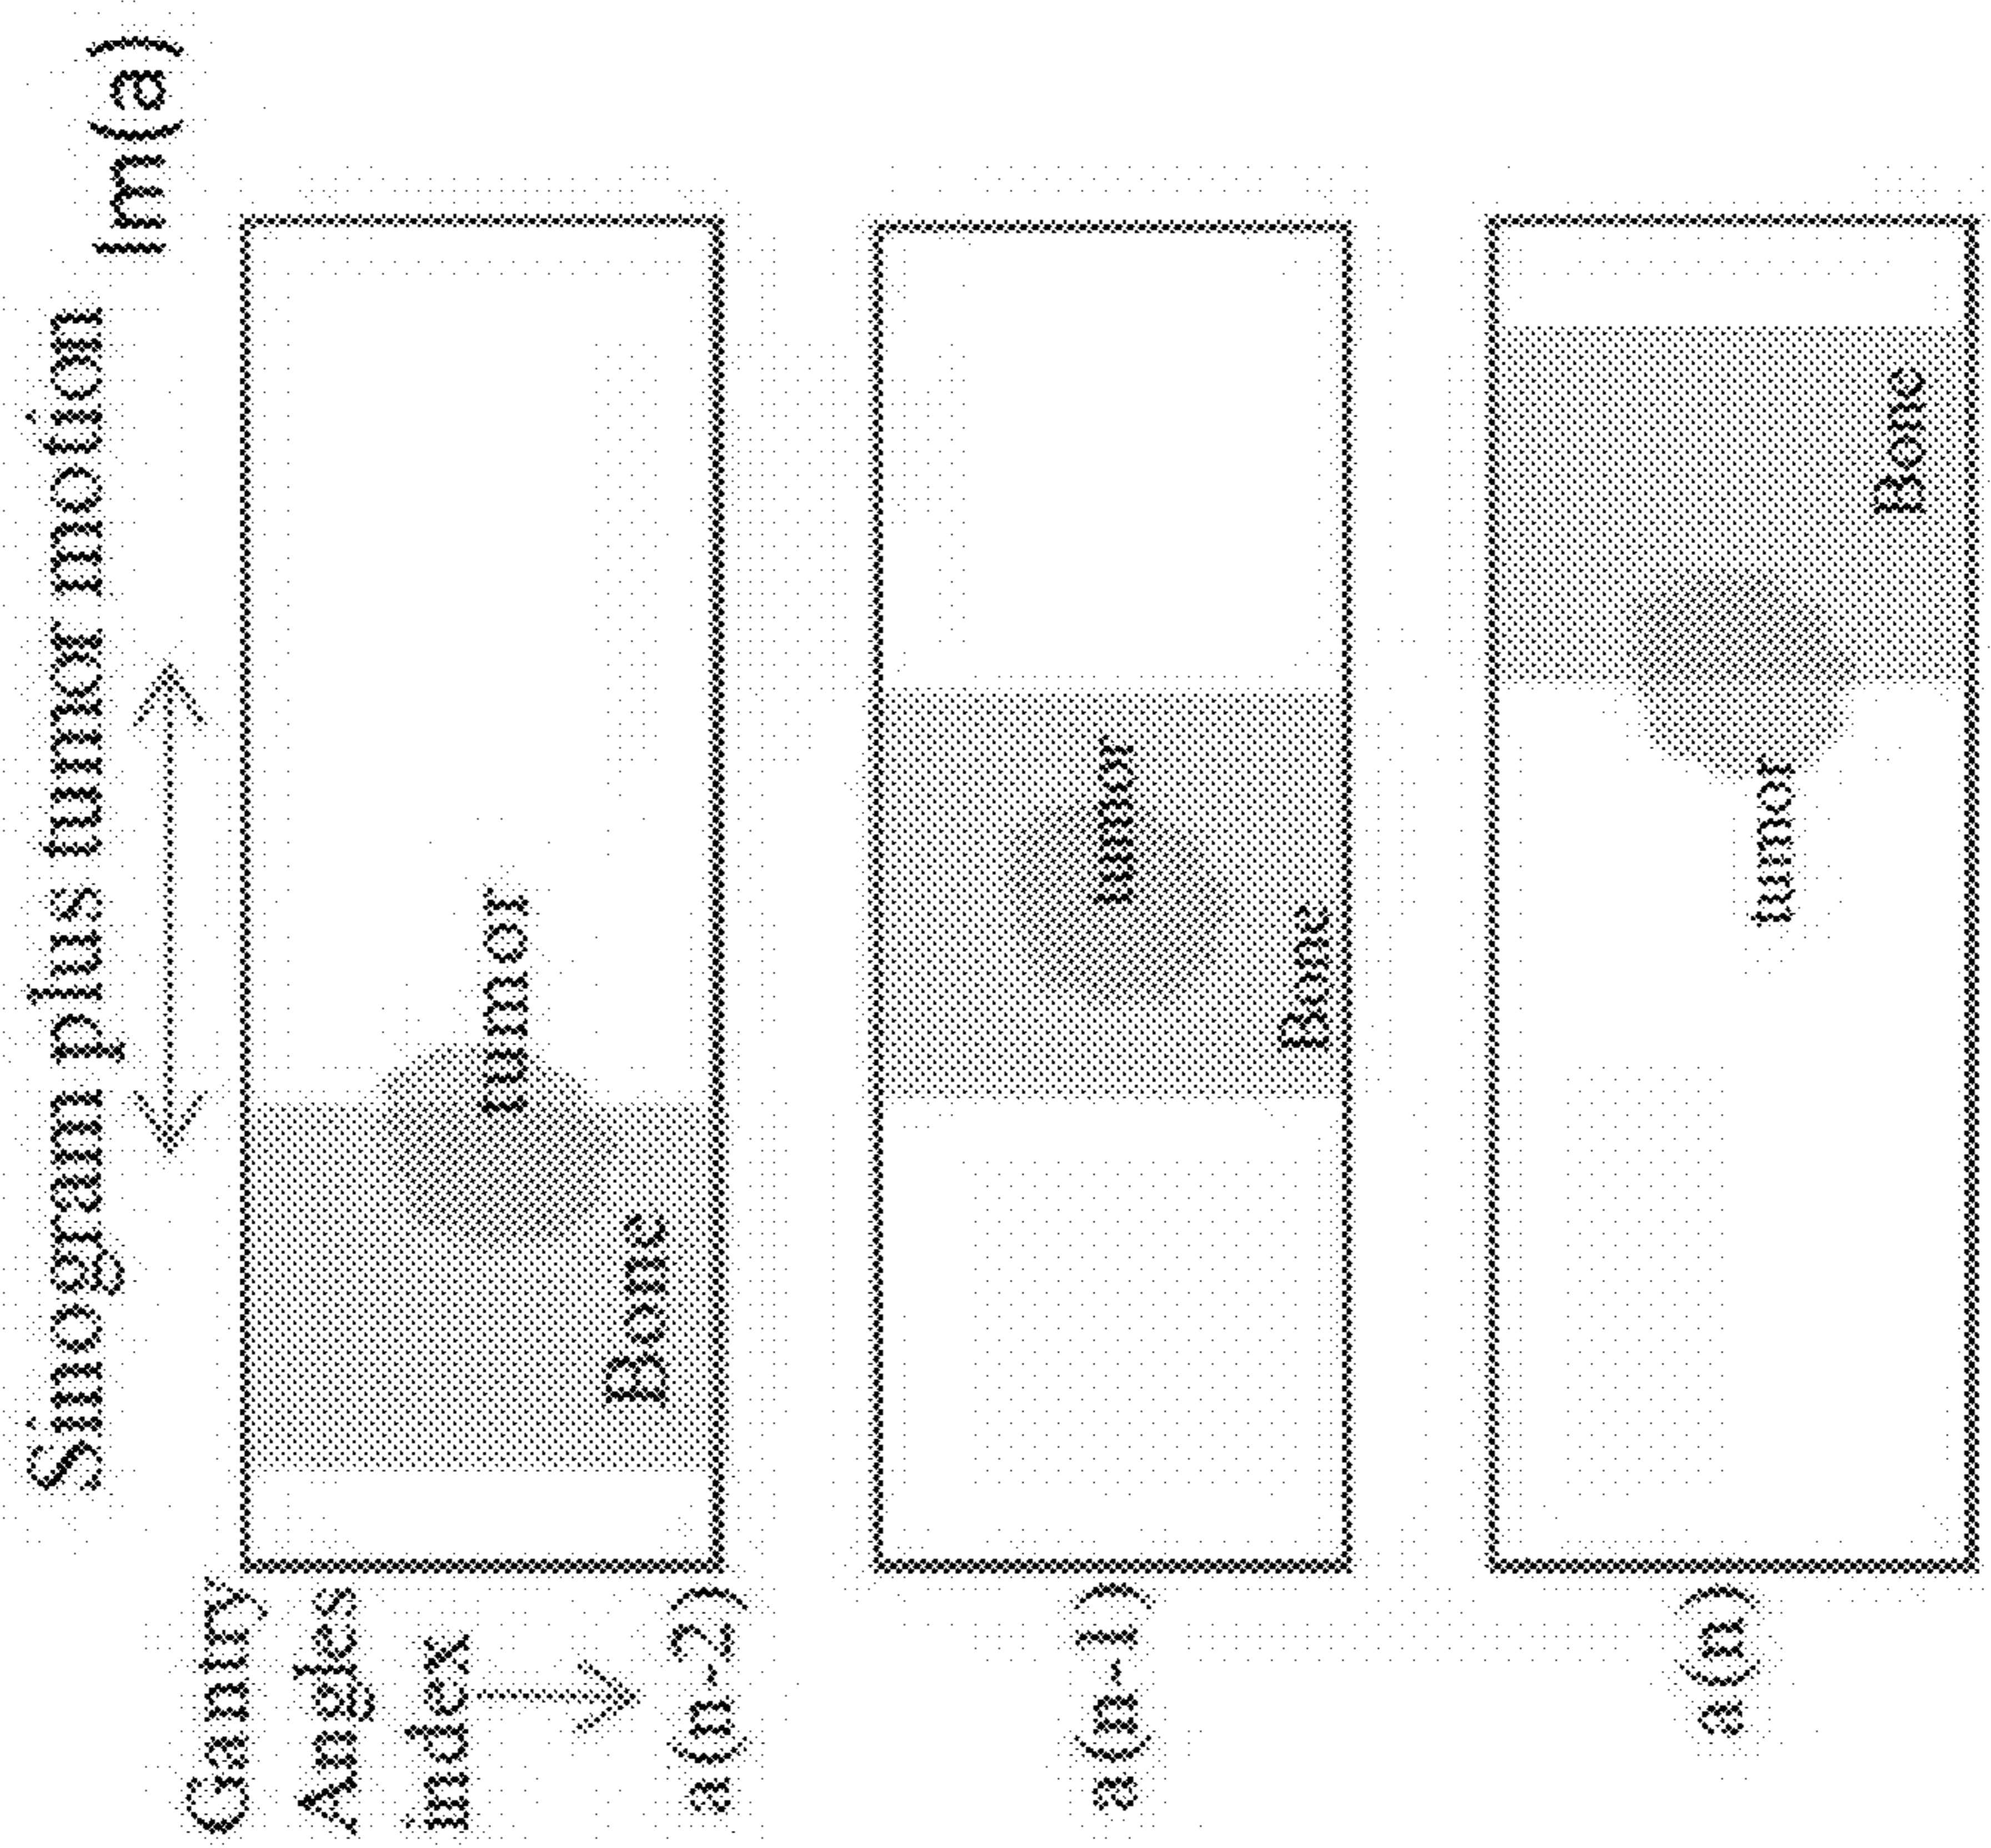 Sinogram plus tumor motion Im(a)
Gantry
Angles
index
a(n-2)
tumor
Bone
a(n-1)
tumor
Bone
a(n)
tumor
Bone